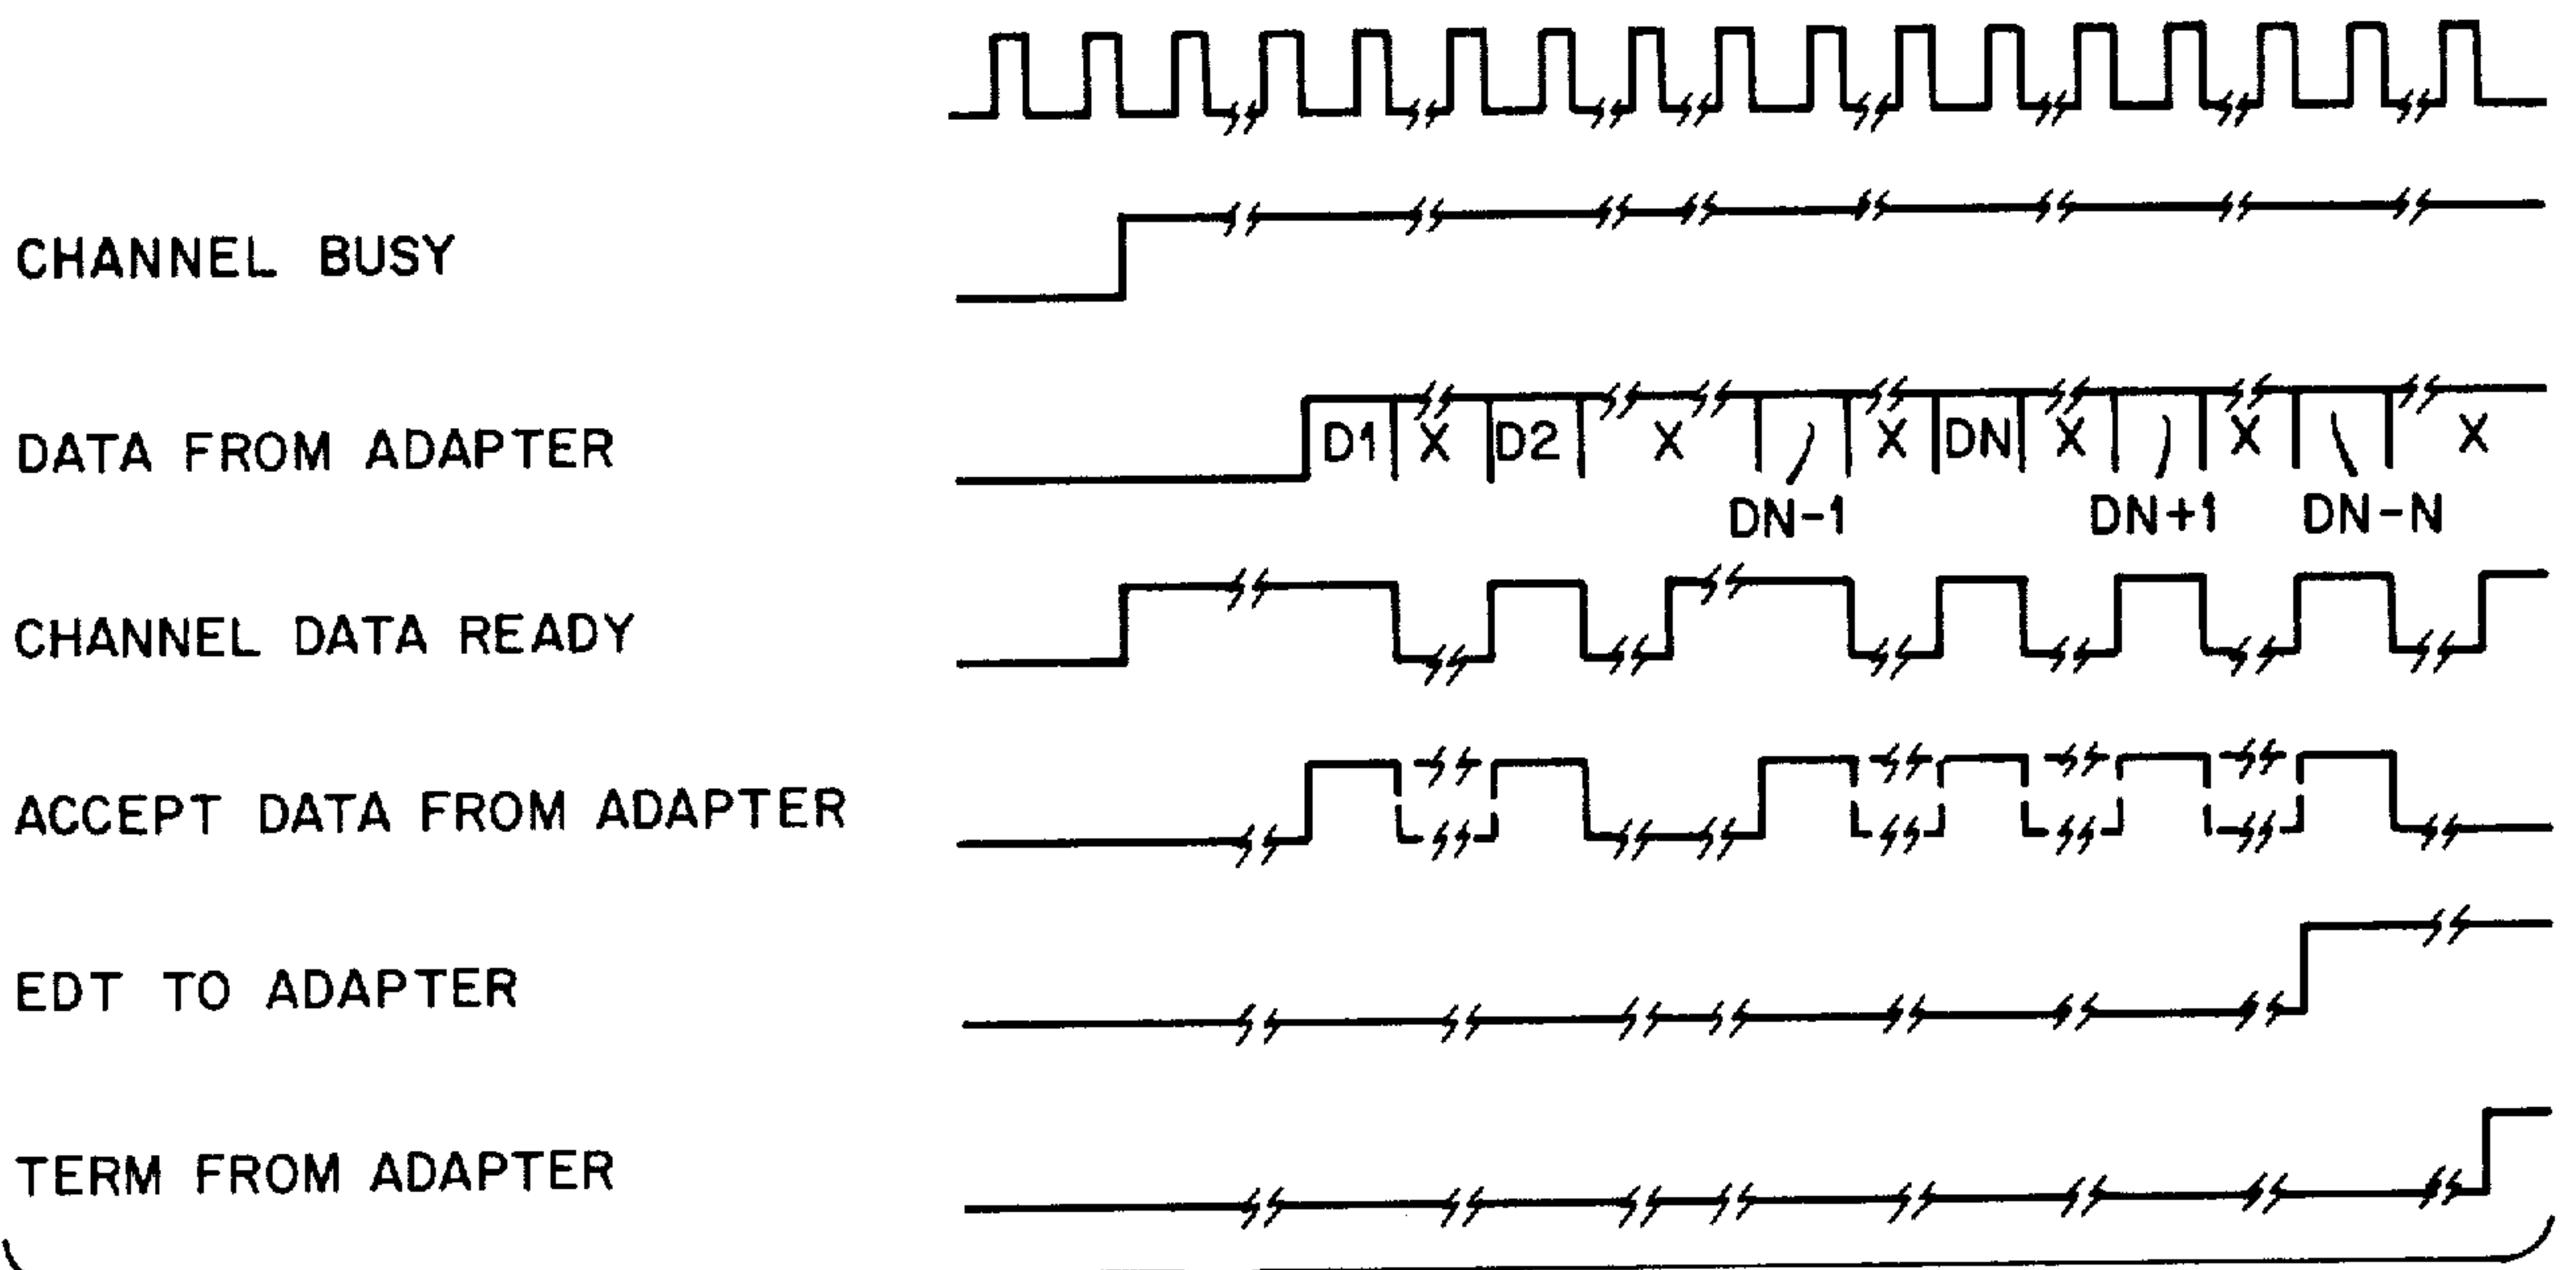 CHANNEL BUSY
DATA FROM ADAPTER
D1 X D2 X X DN X X X
DN-1 DN+1 DN-N
CHANNEL DATA READY
ACCEPT DATA FROM ADAPTER
EDT TO ADAPTER
TERM FROM ADAPTER